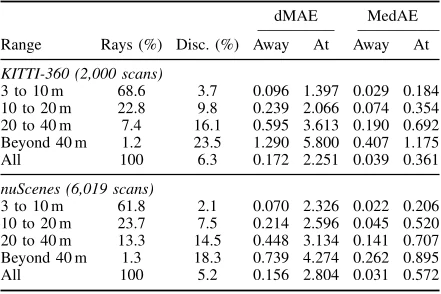 dMAE MedAE
Range Rays (%) Disc. (%) Away At Away At
KITTI-360 (2,000 scans)
3 to 10 m 68.6 3.7 0.096 1.397 0.029 0.184
10 to 20 m 22.8 9.8 0.239 2.066 0.074 0.354
20 to 40 m 7.4 16.1 0.595 3.613 0.190 0.692
Beyond 40 m 1.2 23.5 1.290 5.800 0.407 1.175
All 100 6.3 0.172 2.251 0.039 0.361
nuScenes (6,019 scans)
3 to 10 m 61.8 2.1 0.070 2.326 0.022 0.206
10 to 20 m 23.7 7.5 0.214 2.596 0.045 0.520
20 to 40 m 13.3 14.5 0.448 3.134 0.141 0.707
Beyond 40 m 1.3 18.3 0.739 4.274 0.262 0.895
All 100 5.2 0.156 2.804 0.031 0.572